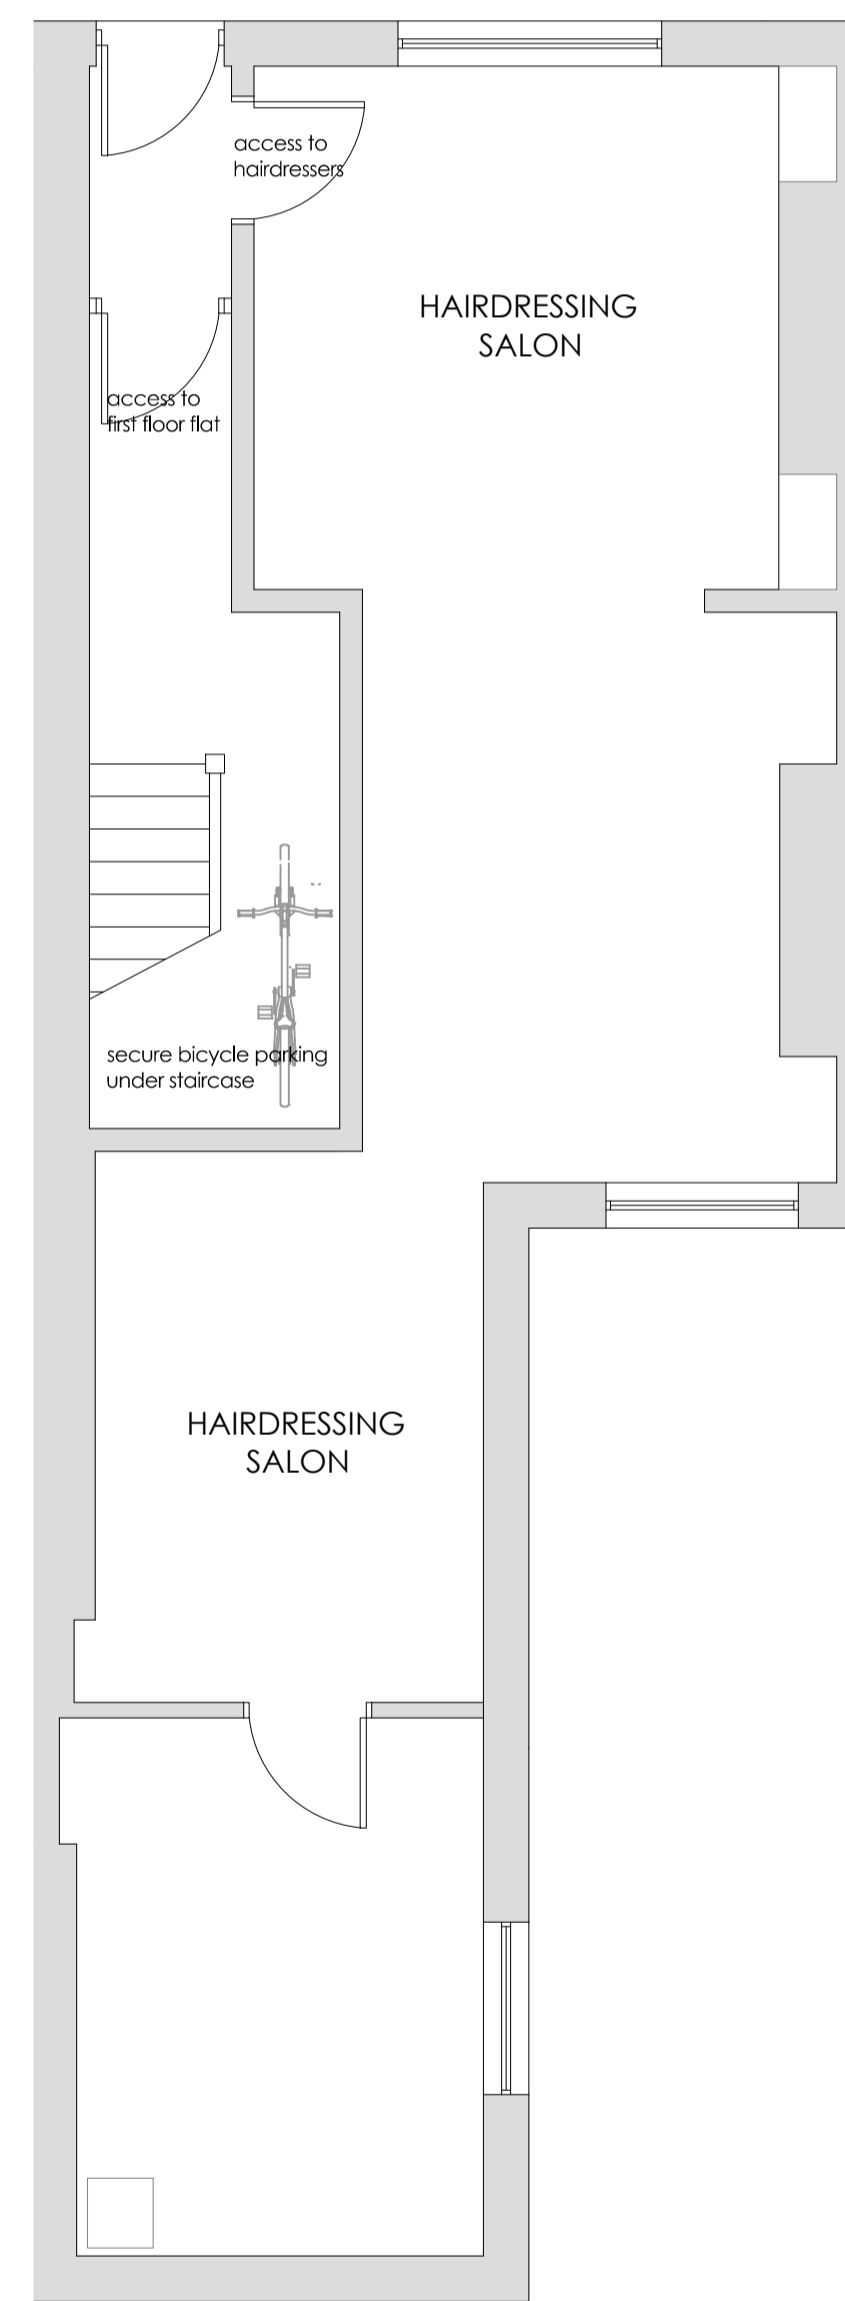 access to
hairdressers
HAIRDRESSING
SALON
access to
first floor flat
secure bicycle parking
under staircase
HAIRDRESSING
SALON